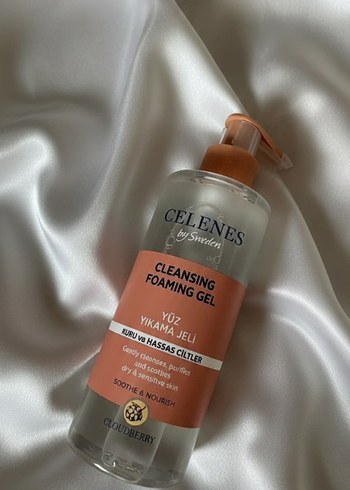 CELENES
by Sweden
CLEANSING
FOAMING GEL
YÜZ
YIKAMA JELİ
KURU ve HASSAS CİLTLER
Gently cleanses, purifies
and soothes
dry & sensitive skin
SOOTHE & NOURISH
CLOUDBERRY